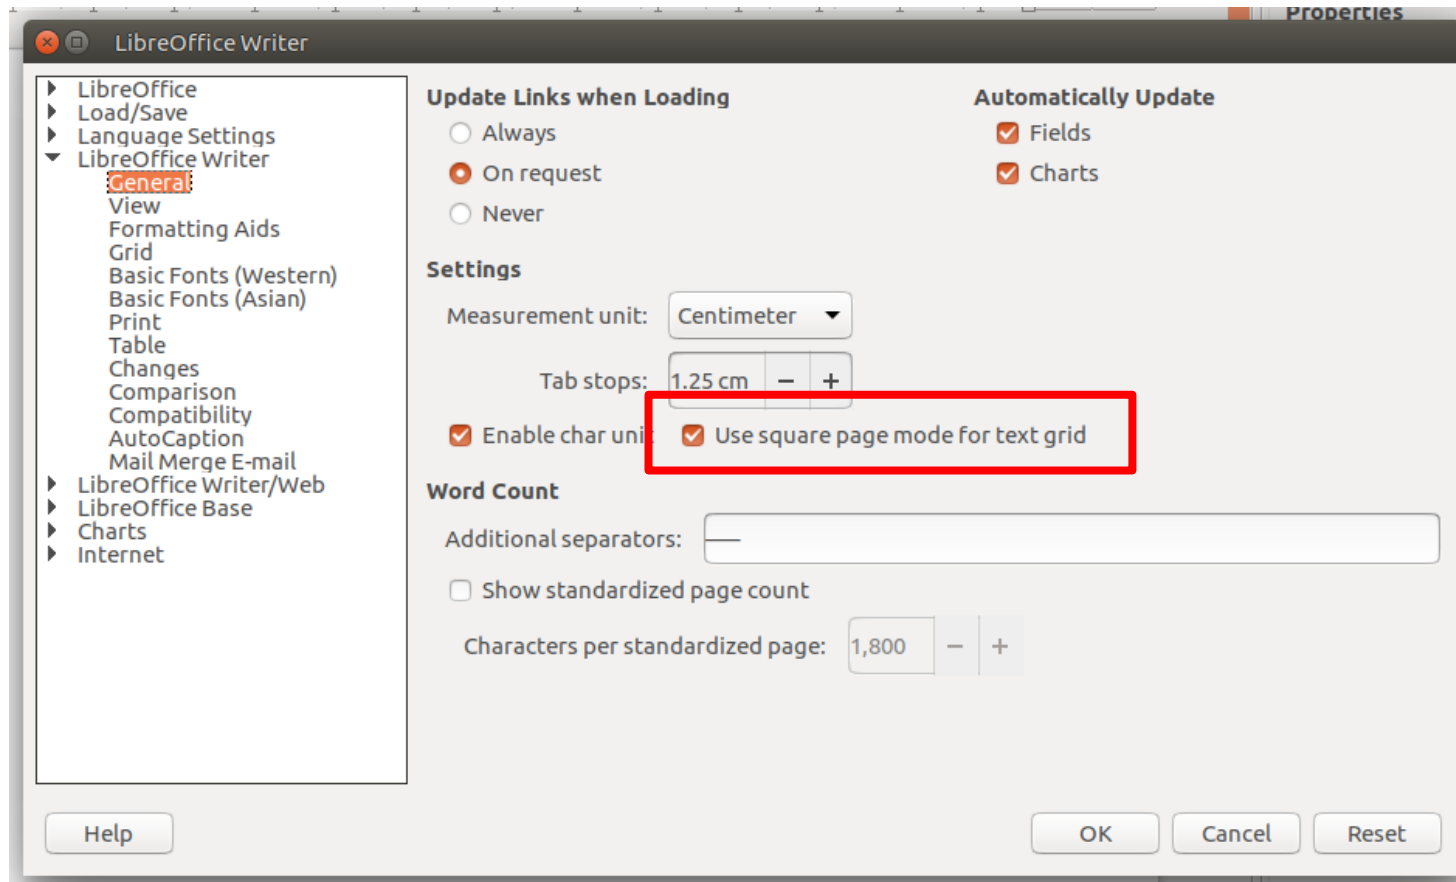 Properties
LibreOffice Writer
LibreOffice
Load/Save
Language Settings
LibreOffice Writer
General
View
Formatting Aids
Grid
Basic Fonts (Western)
Basic Fonts (Asian)
Print
Table
Changes
Comparison
Compatibility
AutoCaption
Mail Merge E-mail
LibreOffice Writer/Web
LibreOffice Base
Charts
Internet
Update Links when Loading
Always
On request
Never
Automatically Update
Fields
Charts
Settings
Measurement unit: Centimeter
Tab stops: 1.25 cm − +
Enable char unit Use square page mode for text grid
Word Count
Additional separators: —
Show standardized page count
Characters per standardized page: 1,800 − +
Help OK Cancel Reset